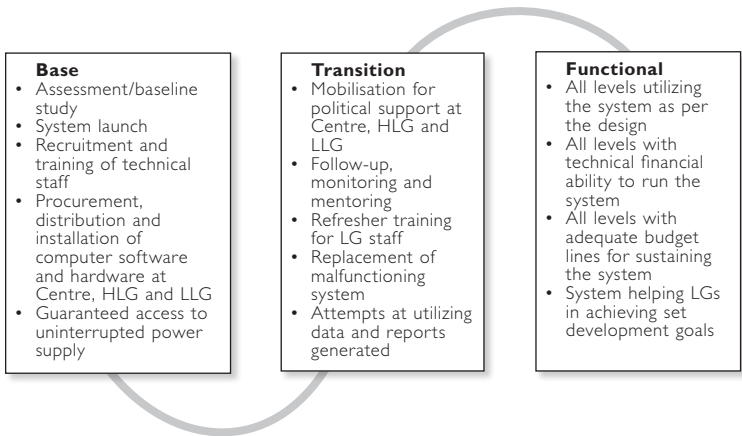 Base
• Assessment/baseline
study
• System launch
• Recruitment and
training of technical
staff
• Procurement,
distribution and
installation of
computer software
and hardware at
Centre, HLG and LLG
• Guaranteed access to
uninterrupted power
supply
Transition
• Mobilisation for
political support at
Centre, HLG and
LLG
• Follow-up,
monitoring and
mentoring
• Refresher training
for LG staff
• Replacement of
malfunctioning
system
• Attempts at utilizing
data and reports
generated
Functional
• All levels utilizing
the system as per
the design
• All levels with
technical financial
ability to run the
system
• All levels with
adequate budget
lines for sustaining
the system
• System helping LGs
in achieving set
development goals